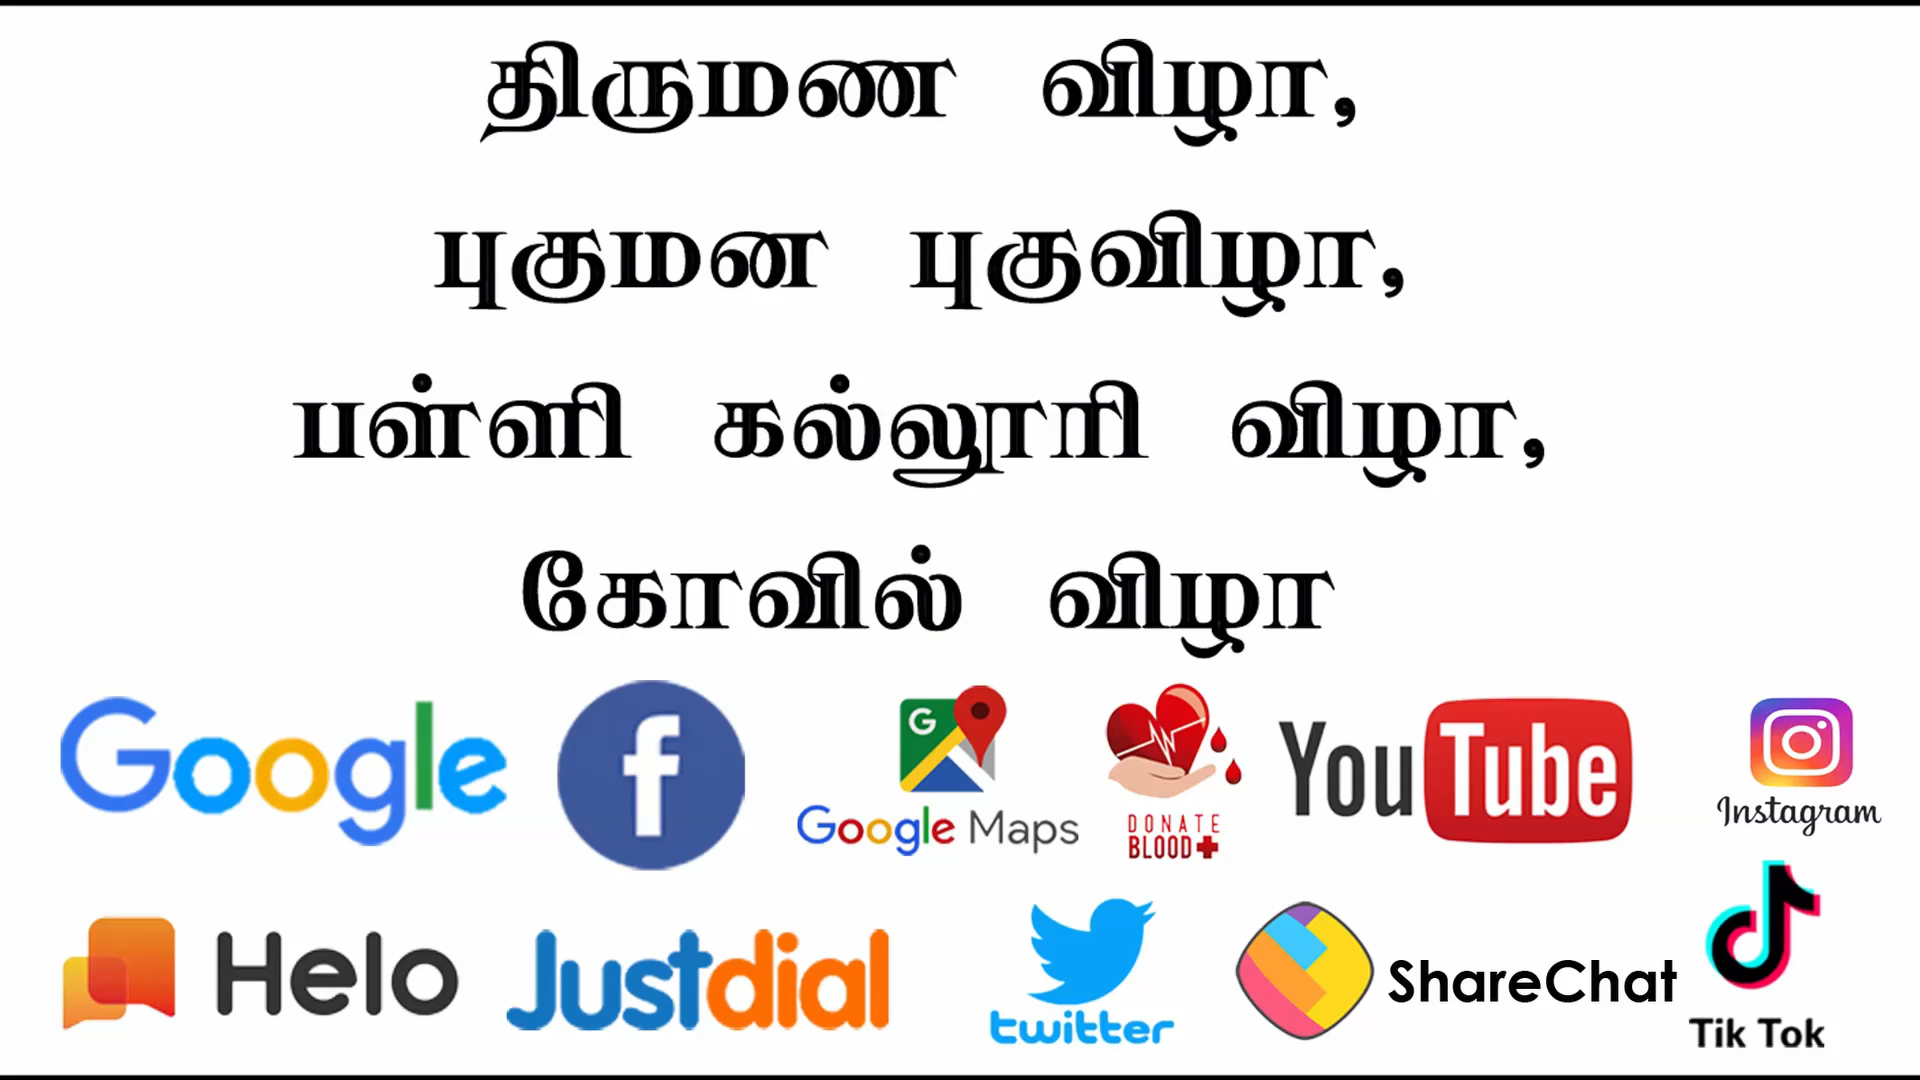 திருமண விழா,
புகுமன புகுவிழா,
பள்ளி கல்லூரி விழா,
கோவில் விழா
Google f G Google Maps DONATE BLOOD YouTube Instagram
Helo Justdial twitter ShareChat Tik Tok